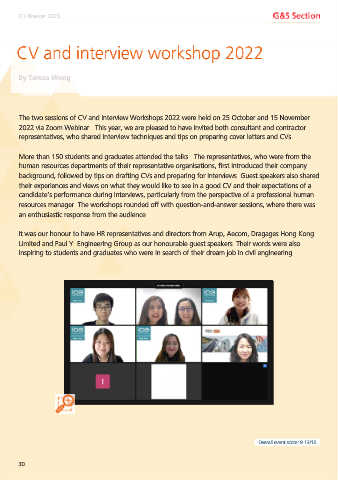 G&S Section
CV and interview workshop 2022
By Teresa Wong
The two sessions of CV and Interview Workshops 2022 were held on 25 October and 15 November
2022 via Zoom Webinar This year, we are pleased to have invited both consultant and contractor
representatives, who shared interview techniques and tips on preparing cover letters and CVs
More than 150 students and graduates attended the talks The representatives, who were from the
human resources departments of their representative organisations, first introduced their company
background, followed by tips on drafting CVs and preparing for interviews Guest speakers also shared
their experiences and views on what they would like to see in a good CV and their expectations of a
candidate's performance during interviews, particularly from the perspective of a professional human
resources manager The workshops rounded off with question-and-answer sessions, where there was
an enthusiastic response from the audience
It was our honour to have HR representatives and directors from Arup, Aecom, Dragages Hong Kong
Limited and Paul Y Engineering Group as our honourable guest speakers Their words were also
inspiring to students and graduates who were in search of their dream job in civil engineering
30